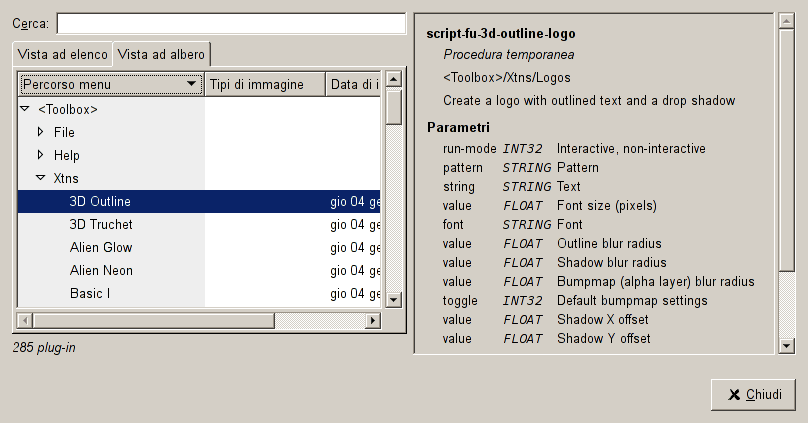 Cerca:
Vista ad elenco Vista ad albero
Percorso menu Tipi di immagine Data di i
<Toolbox>
File
Help
Xtns
3D Outline gio 04 ge
3D Truchet gio 04 ge
Alien Glow gio 04 ge
Alien Neon gio 04 ge
Basic I gio 04 ge
285 plug-in
script-fu-3d-outline-logo
Procedura temporanea
<Toolbox>/Xtns/Logos
Create a logo with outlined text and a drop shadow
Parametri
run-mode INT32 Interactive, non-interactive
pattern STRING Pattern
string STRING Text
value FLOAT Font size (pixels)
font STRING Font
value FLOAT Outline blur radius
value FLOAT Shadow blur radius
value FLOAT Bumpmap (alpha layer) blur radius
toggle INT32 Default bumpmap settings
value FLOAT Shadow X offset
value FLOAT Shadow Y offset
Chiudi